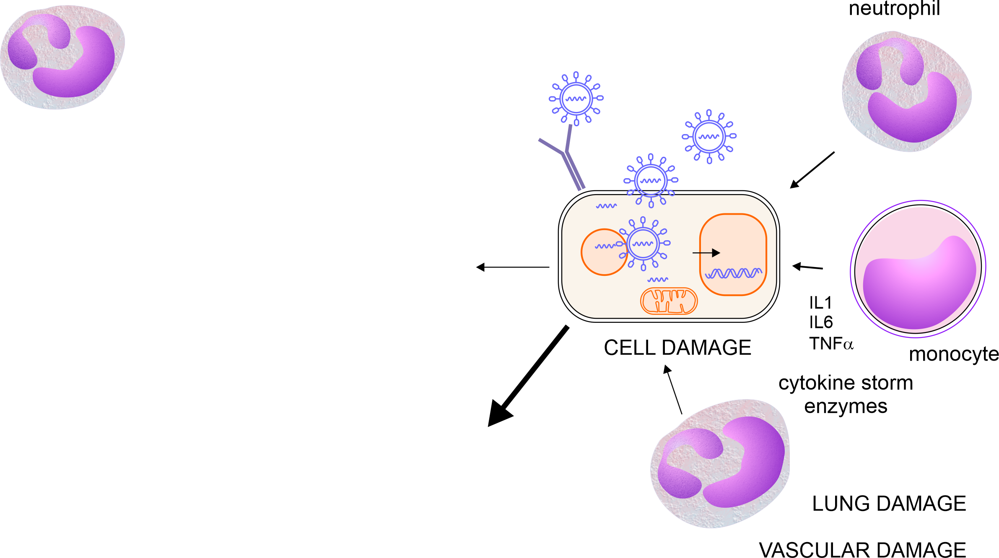 neutrophil
IL1
IL6
TNFα
monocyte
CELL DAMAGE
cytokine storm
enzymes
LUNG DAMAGE
VASCULAR DAMAGE